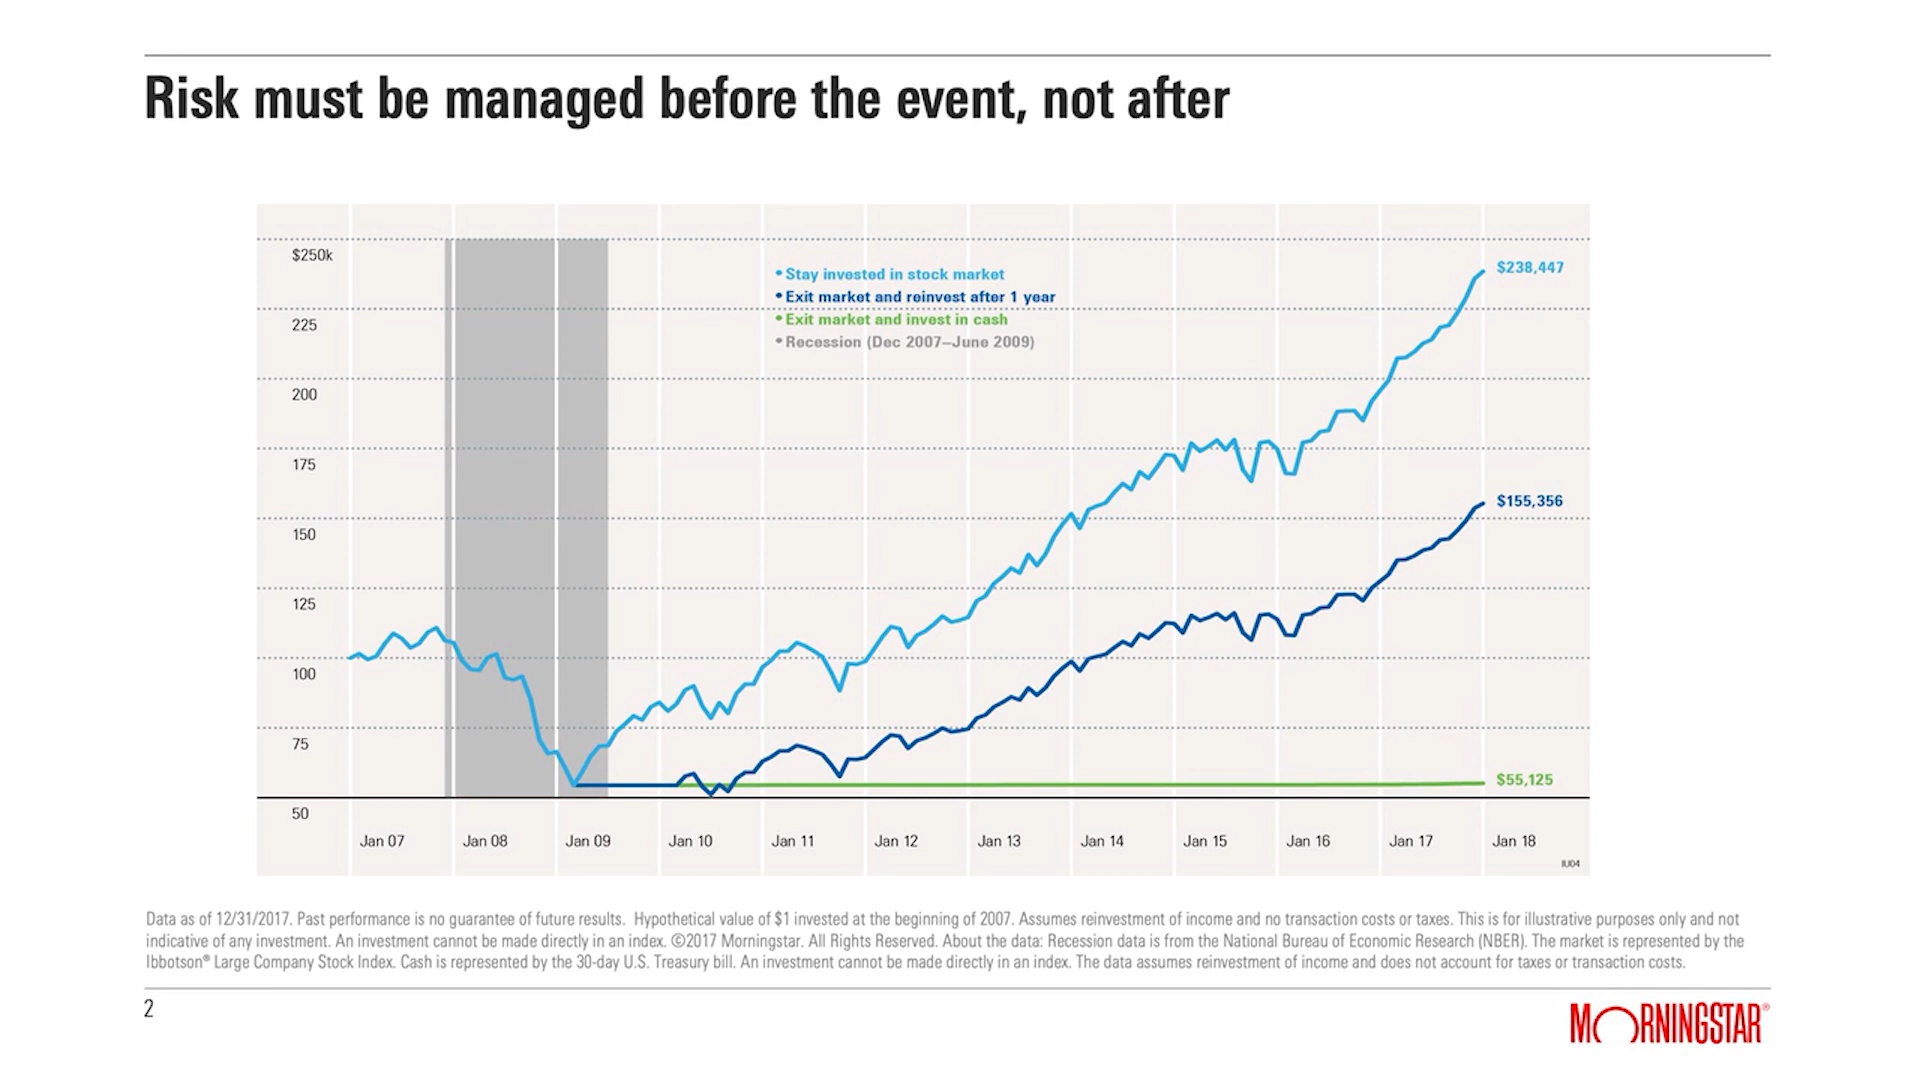 Risk must be managed before the event, not after
$250k
225
200
175
150
125
100
75
50
• Stay invested in stock market
• Exit market and reinvest after 1 year
• Exit market and invest in cash
• Recession (Dec 2007–June 2009)
$238,447
$155,356
$55,125
Jan 07 Jan 08 Jan 09 Jan 10 Jan 11 Jan 12 Jan 13 Jan 14 Jan 15 Jan 16 Jan 17 Jan 18
IU04
Data as of 12/31/2017. Past performance is no guarantee of future results. Hypothetical value of $1 invested at the beginning of 2007. Assumes reinvestment of income and no transaction costs or taxes. This is for illustrative purposes only and not
indicative of any investment. An investment cannot be made directly in an index. ©2017 Morningstar. All Rights Reserved. About the data: Recession data is from the National Bureau of Economic Research (NBER). The market is represented by the
Ibbotson® Large Company Stock Index. Cash is represented by the 30-day U.S. Treasury bill. An investment cannot be made directly in an index. The data assumes reinvestment of income and does not account for taxes or transaction costs.
2
MORNINGSTAR®